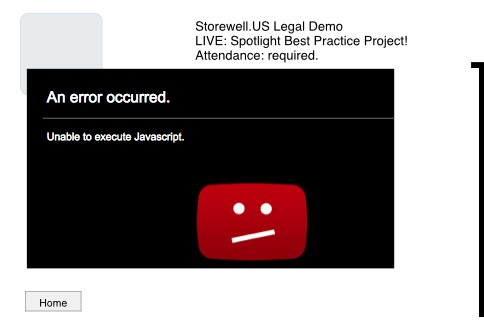 Storewell.US Legal Demo
LIVE: Spotlight Best Practice Project!
Attendance: required.
An error occurred.
Unable to execute Javascript.
Home